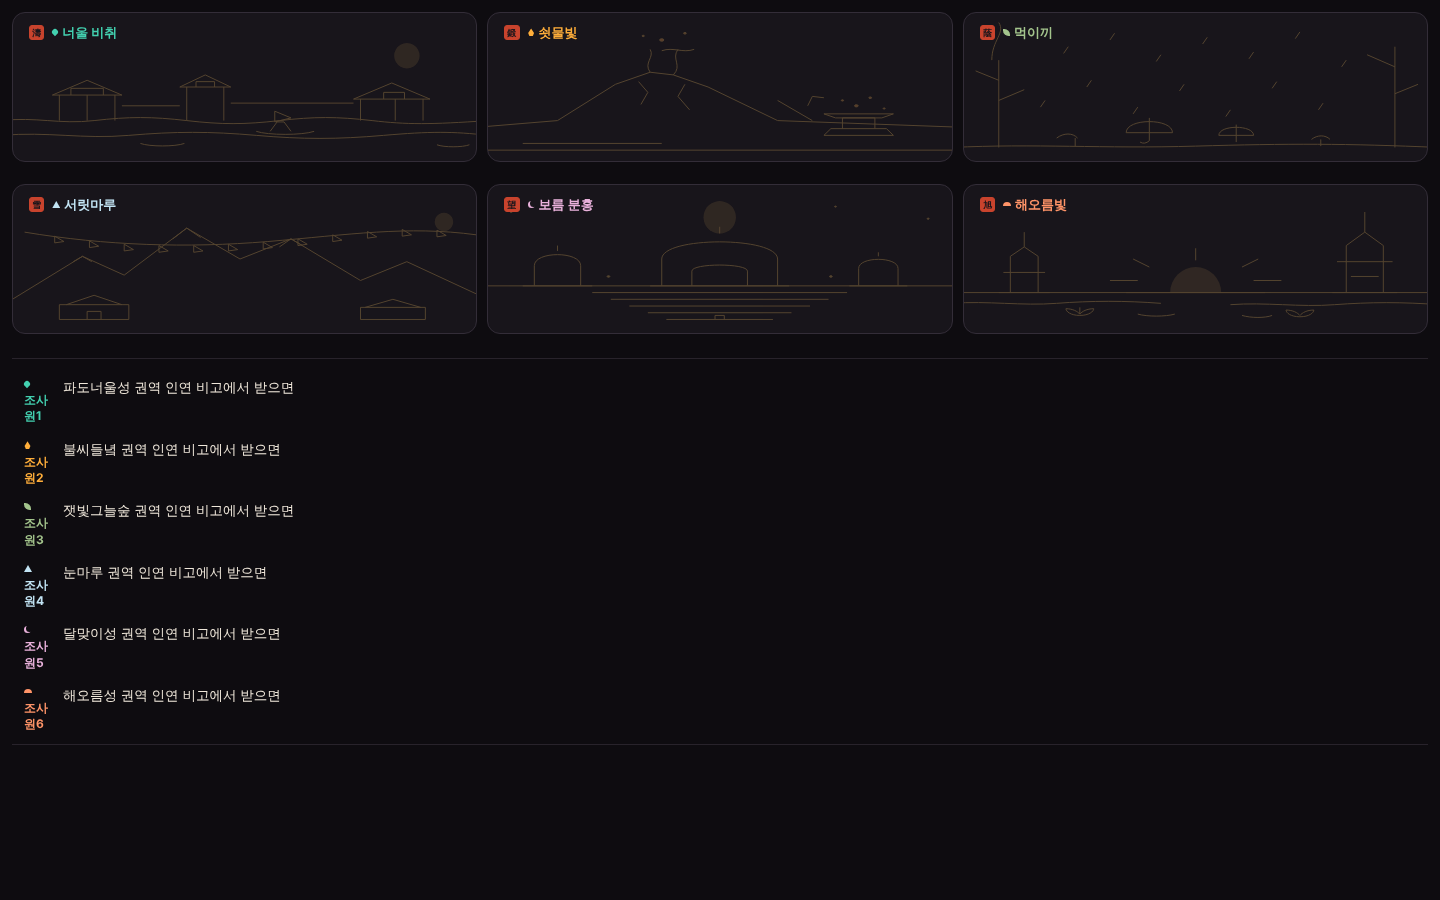 濤 너울 비취
鍛 쇳물빛
蔭 먹이끼
雪 서릿마루
望 보름 분홍
旭 해오름빛
조사
원1
파도너울성 권역 인연 비고에서 받으면
조사
원2
불씨들녘 권역 인연 비고에서 받으면
조사
원3
잿빛그늘숲 권역 인연 비고에서 받으면
조사
원4
눈마루 권역 인연 비고에서 받으면
조사
원5
달맞이성 권역 인연 비고에서 받으면
조사
원6
해오름성 권역 인연 비고에서 받으면